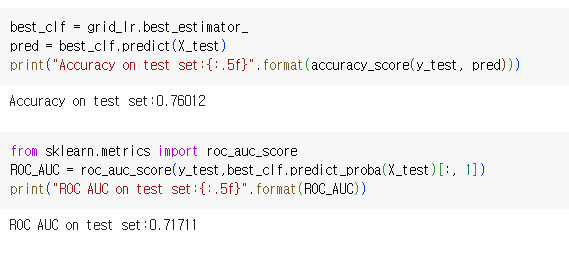 best_clf = grid_lr.best_estimator_
pred = best_clf.predict(X_test)
print("Accuracy on test set:{:.5f}".format(accuracy_score(y_test, pred)))
Accuracy on test set:0.76012
from sklearn.metrics import roc_auc_score
ROC_AUC = roc_auc_score(y_test,best_clf.predict_proba(X_test)[:, 1])
print("ROC AUC on test set:{:.5f}".format(ROC_AUC))
ROC AUC on test set:0.71711